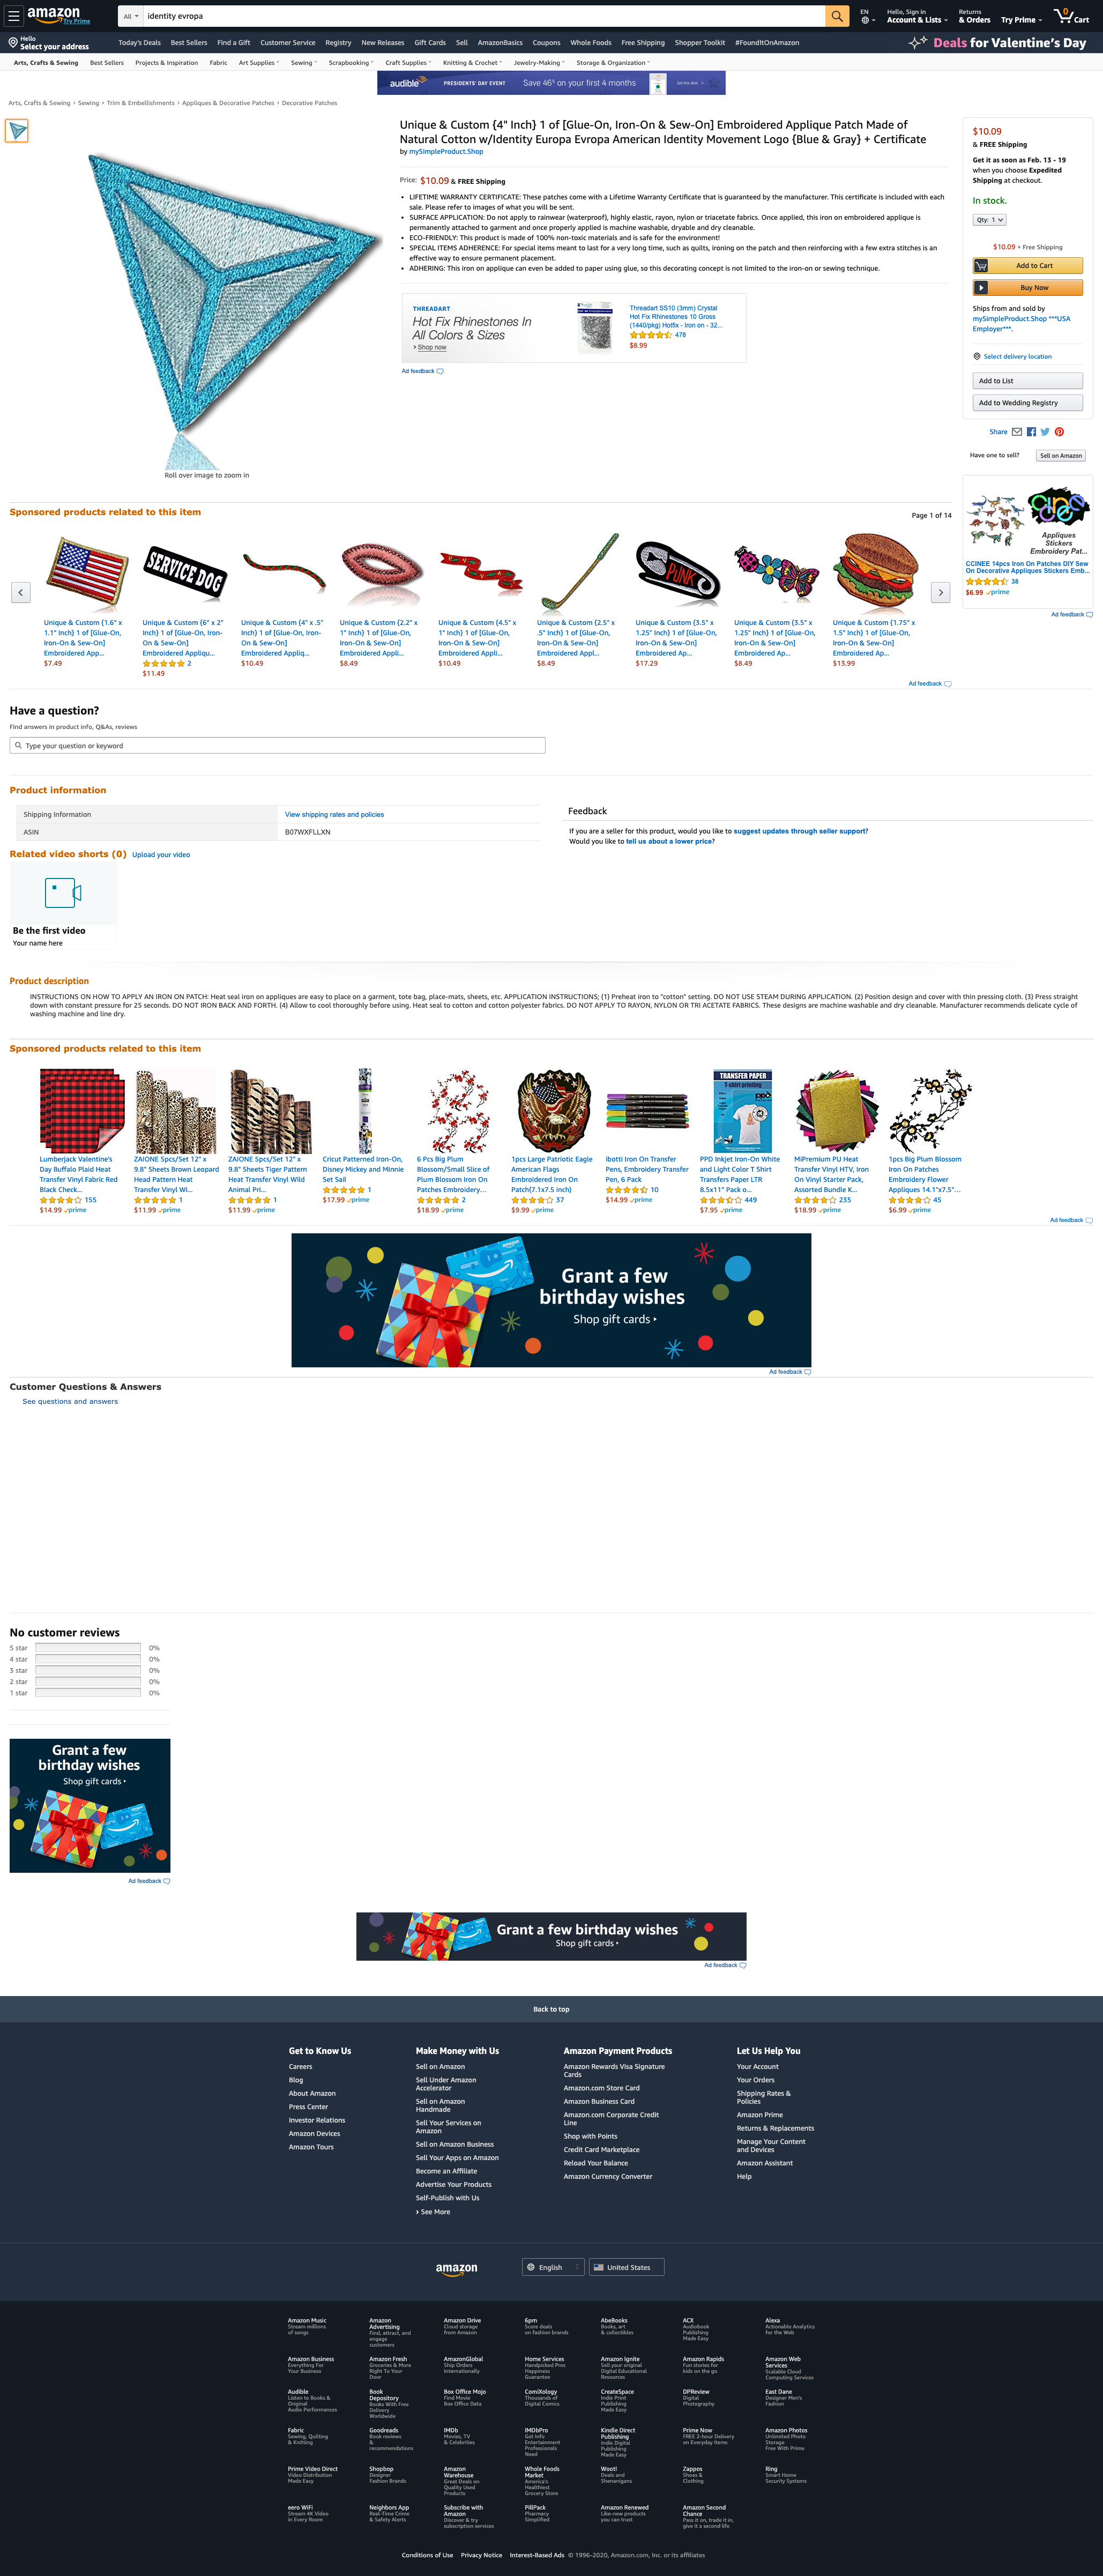 amazon
Try Prime
All
identity evropa
EN
Hello, Sign in
Account & Lists
Returns
& Orders
Try Prime
0
Cart
Hello
Select your address
Today's Deals Best Sellers Find a Gift Customer Service Registry New Releases Gift Cards Sell AmazonBasics Coupons Whole Foods Free Shipping Shopper Toolkit #FoundItOnAmazon
Deals for Valentine's Day
Arts, Crafts & Sewing Best Sellers Projects & Inspiration Fabric Art Supplies Sewing Scrapbooking Craft Supplies Knitting & Crochet Jewelry-Making Storage & Organization
audible PRESIDENTS' DAY EVENT Save 46% on your first 4 months
Arts, Crafts & Sewing › Sewing › Trim & Embellishments › Appliques & Decorative Patches › Decorative Patches
Unique & Custom {4" Inch} 1 of [Glue-On, Iron-On & Sew-On] Embroidered Applique Patch Made of
Natural Cotton w/Identity Europa Evropa American Identity Movement Logo {Blue & Gray} + Certificate
by mySimpleProduct.Shop
Price: $10.09 & FREE Shipping
• LIFETIME WARRANTY CERTIFICATE: These patches come with a Lifetime Warranty Certificate that is guaranteed by the manufacturer. This certificate is included with each
sale. Please refer to images of what you will be sent.
• SURFACE APPLICATION: Do not apply to rainwear (waterproof), highly elastic, rayon, nylon or triacetate fabrics. Once applied, this iron on embroidered applique is
permanently attached to garment and once properly applied is machine washable, dryable and dry cleanable.
• ECO-FRIENDLY: This product is made of 100% non-toxic materials and is safe for the environment!
• SPECIAL ITEMS ADHERENCE: For special items meant to last for a very long time, such as quilts, ironing on the patch and then reinforcing with a few extra stitches is an
effective way to ensure permanent placement.
• ADHERING: This iron on applique can even be added to paper using glue, so this decorating concept is not limited to the iron-on or sewing technique.
THREADART
Hot Fix Rhinestones In
All Colors & Sizes
Shop now
Threadart SS10 (3mm) Crystal
Hot Fix Rhinestones 10 Gross
(1440/pkg) Hotfix - Iron on - 32...
478
$8.99
Ad feedback
Roll over image to zoom in
$10.09
& FREE Shipping
Get it as soon as Feb. 13 - 19
when you choose Expedited
Shipping at checkout.
In stock.
Qty: 1
$10.09 + Free Shipping
Add to Cart
Buy Now
Ships from and sold by
mySimpleProduct.Shop ***USA
Employer***.
Select delivery location
Add to List
Add to Wedding Registry
Share
Have one to sell?
Sell on Amazon
cincee
Appliques
Stickers
Embroidery Pat...
CCINEE 14pcs Iron On Patches DIY Sew
On Decorative Appliques Stickers Emb...
38
$6.99 prime
Ad feedback
Sponsored products related to this item
Page 1 of 14
SERVICE DOG
PUNK
Unique & Custom {1.6" x
1.1" Inch} 1 of [Glue-On,
Iron-On & Sew-On]
Embroidered App...
$7.49
Unique & Custom {6" x 2"
Inch} 1 of [Glue-On, Iron-
On & Sew-On]
Embroidered Appliqu...
2
$11.49
Unique & Custom {4" x .5"
Inch} 1 of [Glue-On, Iron-
On & Sew-On]
Embroidered Appliq...
$10.49
Unique & Custom {2.2" x
1" Inch} 1 of [Glue-On,
Iron-On & Sew-On]
Embroidered Appli...
$8.49
Unique & Custom {4.5" x
1" Inch} 1 of [Glue-On,
Iron-On & Sew-On]
Embroidered Appli...
$10.49
Unique & Custom {2.5" x
.5" Inch} 1 of [Glue-On,
Iron-On & Sew-On]
Embroidered Appl...
$8.49
Unique & Custom {3.5" x
1.25" Inch} 1 of [Glue-On,
Iron-On & Sew-On]
Embroidered Ap...
$17.29
Unique & Custom {3.5" x
1.25" Inch} 1 of [Glue-On,
Iron-On & Sew-On]
Embroidered Ap...
$8.49
Unique & Custom {1.75" x
1.5" Inch} 1 of [Glue-On,
Iron-On & Sew-On]
Embroidered Ap...
$13.99
Ad feedback
Have a question?
Find answers in product info, Q&As, reviews
Type your question or keyword
Product information
Shipping Information View shipping rates and policies
ASIN B07WXFLLXN
Feedback
If you are a seller for this product, would you like to suggest updates through seller support?
Would you like to tell us about a lower price?
Related video shorts (0) Upload your video
Be the first video
Your name here
Product description
INSTRUCTIONS ON HOW TO APPLY AN IRON ON PATCH: Heat seal iron on appliques are easy to place on a garment, tote bag, place-mats, sheets, etc. APPLICATION INSTRUCTIONS; (1) Preheat iron to "cotton" setting. DO NOT USE STEAM DURING APPLICATION. (2) Position design and cover with thin pressing cloth. (3) Press straight
down with constant pressure for 25 seconds. DO NOT IRON BACK AND FORTH. (4) Allow to cool thoroughly before using. Heat seal to cotton and cotton polyester fabrics. DO NOT APPLY TO RAYON, NYLON OR TRI ACETATE FABRICS. These designs are machine washable and dry cleanable. Manufacturer recommends delicate cycle of
washing machine and line dry.
Sponsored products related to this item
TRANSFER PAPER
Lumberjack Valentine's
Day Buffalo Plaid Heat
Transfer Vinyl Fabric Red
Black Check...
155
$14.99 prime
ZAIONE 5pcs/Set 12" x
9.8" Sheets Brown Leopard
Head Pattern Heat
Transfer Vinyl Wi...
1
$11.99 prime
ZAIONE 5pcs/Set 12" x
9.8" Sheets Tiger Pattern
Heat Transfer Vinyl Wild
Animal Pri...
1
$11.99 prime
Cricut Patterned Iron-On,
Disney Mickey and Minnie
Set Sail
1
$17.99 prime
6 Pcs Big Plum
Blossom/Small Slice of
Plum Blossom Iron On
Patches Embroidery...
2
$18.99 prime
1pcs Large Patriotic Eagle
American Flags
Embroidered Iron On
Patch(7.1x7.5 inch)
37
$9.99 prime
ibotti Iron On Transfer
Pens, Embroidery Transfer
Pen, 6 Pack
10
$14.99 prime
PPD Inkjet Iron-On White
and Light Color T Shirt
Transfers Paper LTR
8.5x11" Pack o...
449
$7.95 prime
MiPremium PU Heat
Transfer Vinyl HTV, Iron
On Vinyl Starter Pack,
Assorted Bundle K...
235
$18.99 prime
1pcs Big Plum Blossom
Iron On Patches
Embroidery Flower
Appliques 14.1"x7.5"...
45
$6.99 prime
Ad feedback
Grant a few
birthday wishes
Shop gift cards
Ad feedback
Customer Questions & Answers
See questions and answers
No customer reviews
5 star 0%
4 star 0%
3 star 0%
2 star 0%
1 star 0%
Grant a few
birthday wishes
Shop gift cards
Ad feedback
Grant a few birthday wishes
Shop gift cards
Ad feedback
Back to top
Get to Know Us
Careers
Blog
About Amazon
Press Center
Investor Relations
Amazon Devices
Amazon Tours
Make Money with Us
Sell on Amazon
Sell Under Amazon
Accelerator
Sell on Amazon
Handmade
Sell Your Services on
Amazon
Sell on Amazon Business
Sell Your Apps on Amazon
Become an Affiliate
Advertise Your Products
Self-Publish with Us
› See More
Amazon Payment Products
Amazon Rewards Visa Signature
Cards
Amazon.com Store Card
Amazon Business Card
Amazon.com Corporate Credit
Line
Shop with Points
Credit Card Marketplace
Reload Your Balance
Amazon Currency Converter
Let Us Help You
Your Account
Your Orders
Shipping Rates &
Policies
Amazon Prime
Returns & Replacements
Manage Your Content
and Devices
Amazon Assistant
Help
amazon
English
United States
Amazon Music
Stream millions
of songs
Amazon
Advertising
Find, attract, and
engage
customers
Amazon Drive
Cloud storage
from Amazon
6pm
Score deals
on fashion brands
AbeBooks
Books, art
& collectibles
ACX
Audiobook
Publishing
Made Easy
Alexa
Actionable Analytics
for the Web
Amazon Business
Everything For
Your Business
Amazon Fresh
Groceries & More
Right To Your
Door
AmazonGlobal
Ship Orders
Internationally
Home Services
Handpicked Pros
Happiness
Guarantee
Amazon Ignite
Sell your original
Digital Educational
Resources
Amazon Rapids
Fun stories for
kids on the go
Amazon Web
Services
Scalable Cloud
Computing Services
Audible
Listen to Books &
Original
Audio Performances
Book
Depository
Books With Free
Delivery
Worldwide
Box Office Mojo
Find Movie
Box Office Data
ComiXology
Thousands of
Digital Comics
CreateSpace
Indie Print
Publishing
Made Easy
DPReview
Digital
Photography
East Dane
Designer Men's
Fashion
Fabric
Sewing, Quilting
& Knitting
Goodreads
Book reviews
&
recommendations
IMDb
Movies, TV
& Celebrities
IMDbPro
Get Info
Entertainment
Professionals
Need
Kindle Direct
Publishing
Indie Digital
Publishing
Made Easy
Prime Now
FREE 2-hour Delivery
on Everyday Items
Amazon Photos
Unlimited Photo
Storage
Free With Prime
Prime Video Direct
Video Distribution
Made Easy
Shopbop
Designer
Fashion Brands
Amazon
Warehouse
Great Deals on
Quality Used
Products
Whole Foods
Market
America's
Healthiest
Grocery Store
Woot!
Deals and
Shenanigans
Zappos
Shoes &
Clothing
Ring
Smart Home
Security Systems
eero WiFi
Stream 4K Video
in Every Room
Neighbors App
Real-Time Crime
& Safety Alerts
Subscribe with
Amazon
Discover & try
subscription services
PillPack
Pharmacy
Simplified
Amazon Renewed
Like-new products
you can trust
Amazon Second
Chance
Pass it on, trade it in,
give it a second life
Conditions of Use Privacy Notice Interest-Based Ads © 1996-2020, Amazon.com, Inc. or its affiliates